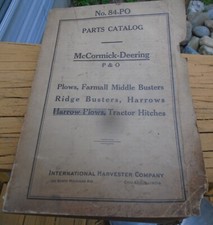 No. 84-PO
PARTS CATALOG
McCormick-Deering
P & O
Plows, Farmall Middle Busters
Ridge Busters, Harrows
Harrow Tractor Hitches
INTERNATIONAL HARVESTER COMPANY